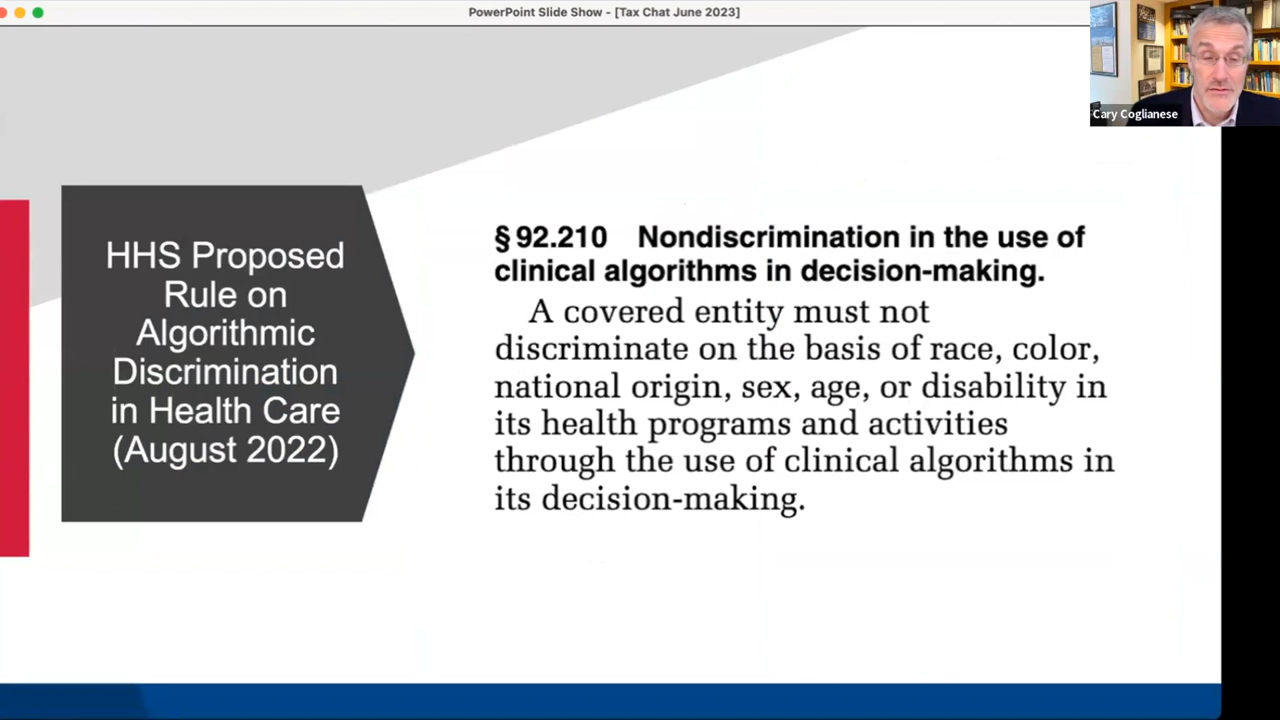 PowerPoint Slide Show - [Tax Chat June 2023]
Cary Coglianese
HHS Proposed
Rule on
Algorithmic
Discrimination
in Health Care
(August 2022)
§ 92.210 Nondiscrimination in the use of
clinical algorithms in decision-making.
A covered entity must not
discriminate on the basis of race, color,
national origin, sex, age, or disability in
its health programs and activities
through the use of clinical algorithms in
its decision-making.